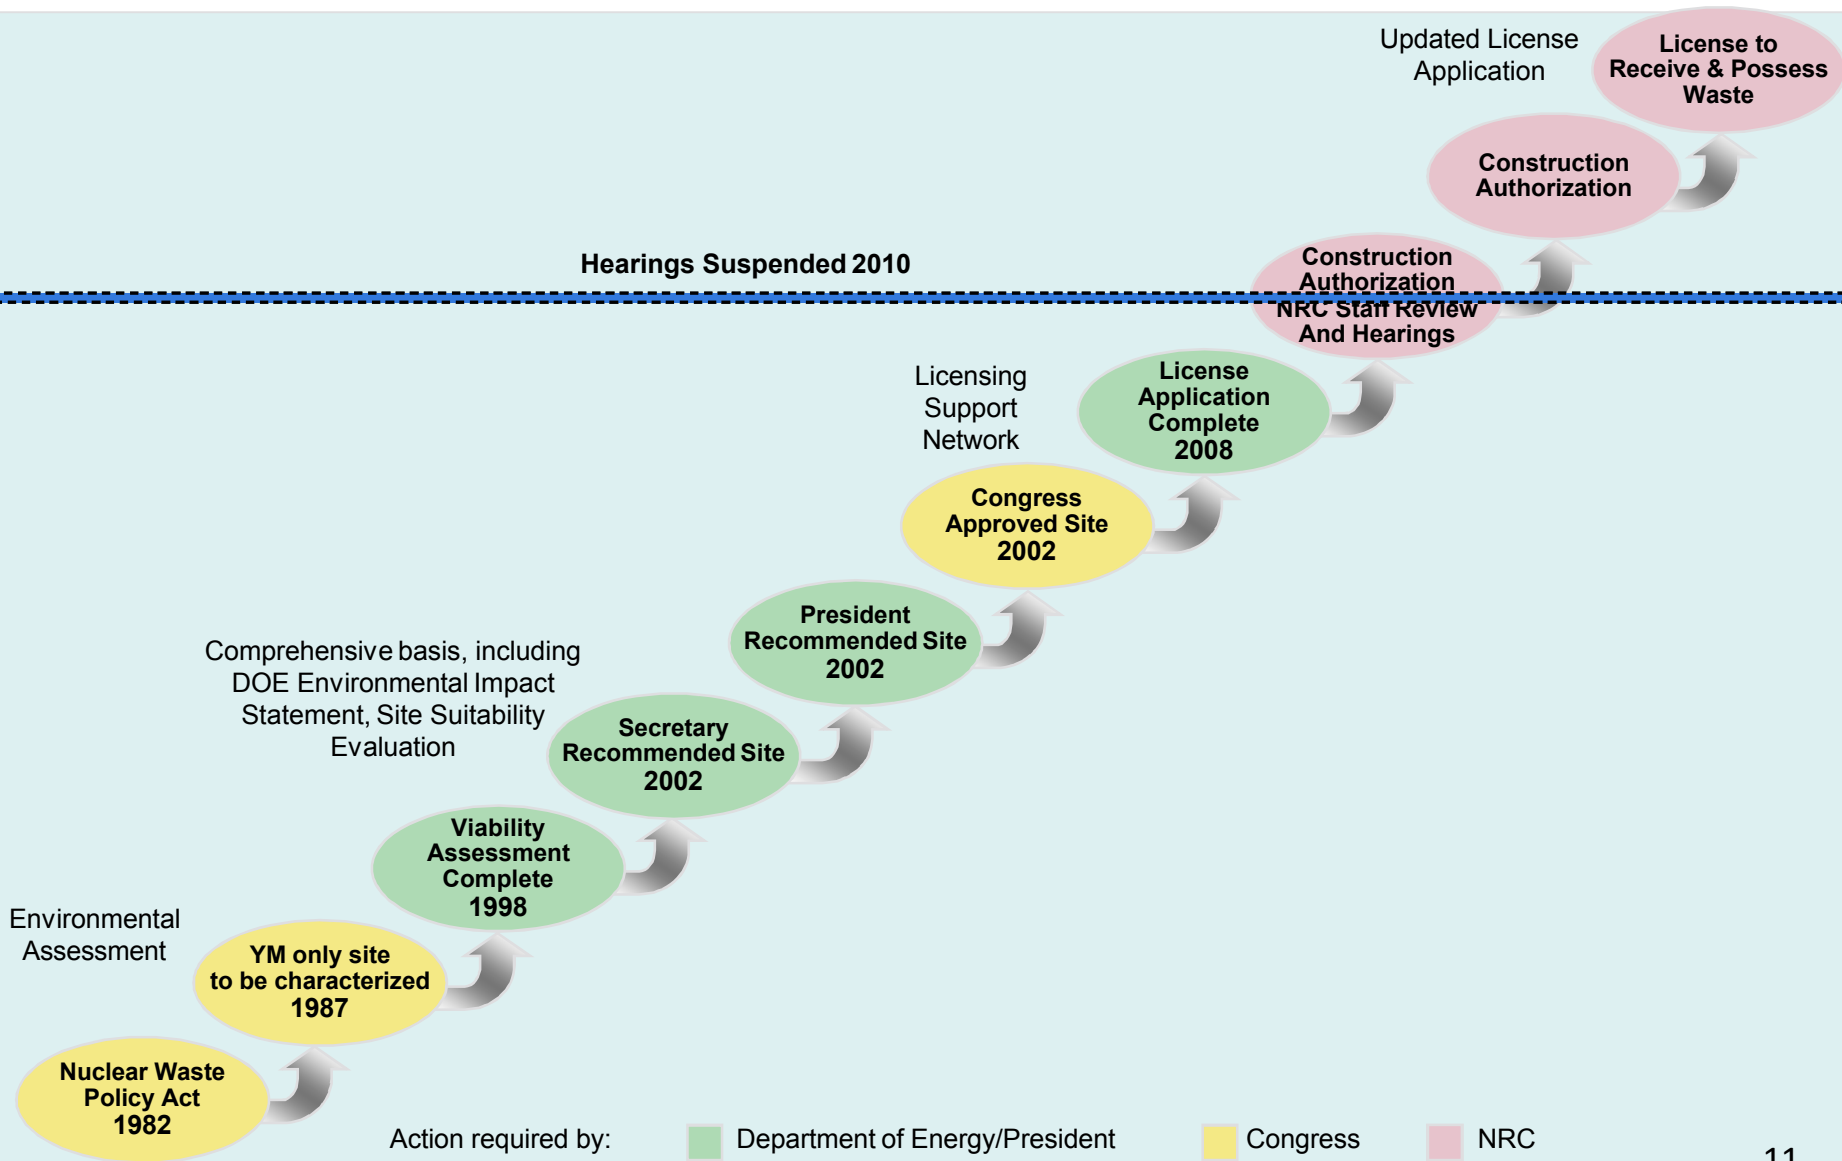 Updated License
Application
License to
Receive & Possess
Waste
Construction
Authorization
Hearings Suspended 2010
Construction
Authorization
NRC Staff Review
And Hearings
Licensing
Support
Network
License
Application
Complete
2008
Congress
Approved Site
2002
President
Recommended Site
2002
Comprehensive basis, including
DOE Environmental Impact
Statement, Site Suitability
Evaluation
Secretary
Recommended Site
2002
Viability
Assessment
Complete
1998
Environmental
Assessment
YM only site
to be characterized
1987
Nuclear Waste
Policy Act
1982
Action required by: Department of Energy/President Congress NRC
11